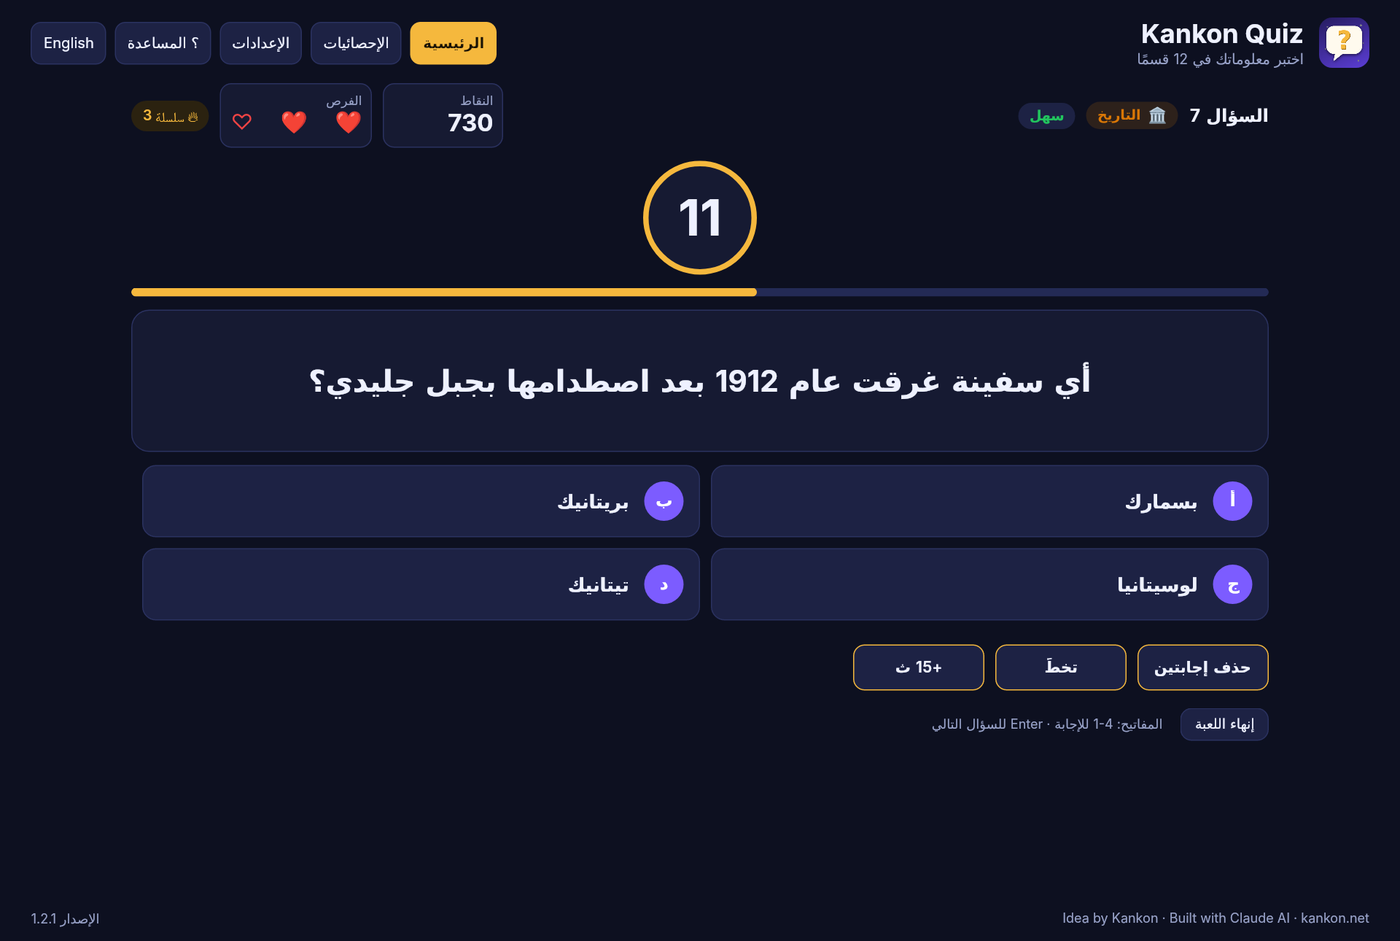 Kankon Quiz
اختبر معلوماتك في 12 قسمًا
الرئيسية
الإحصائيات
الإعدادات
؟ المساعدة
English
السؤال 7
التاريخ
سهل
النقاط
730
الفرص
سلسلة 3
11
أي سفينة غرقت عام 1912 بعد اصطدامها بجبل جليدي؟
أ بسمارك
ب بريتانيك
ج لوسيتانيا
د تيتانيك
حذف إجابتين
تخطَّ
+15 ث
إنهاء اللعبة
المفاتيح: 1-4 للإجابة · Enter للسؤال التالي
Idea by Kankon · Built with Claude AI · kankon.net
الإصدار 1.2.1